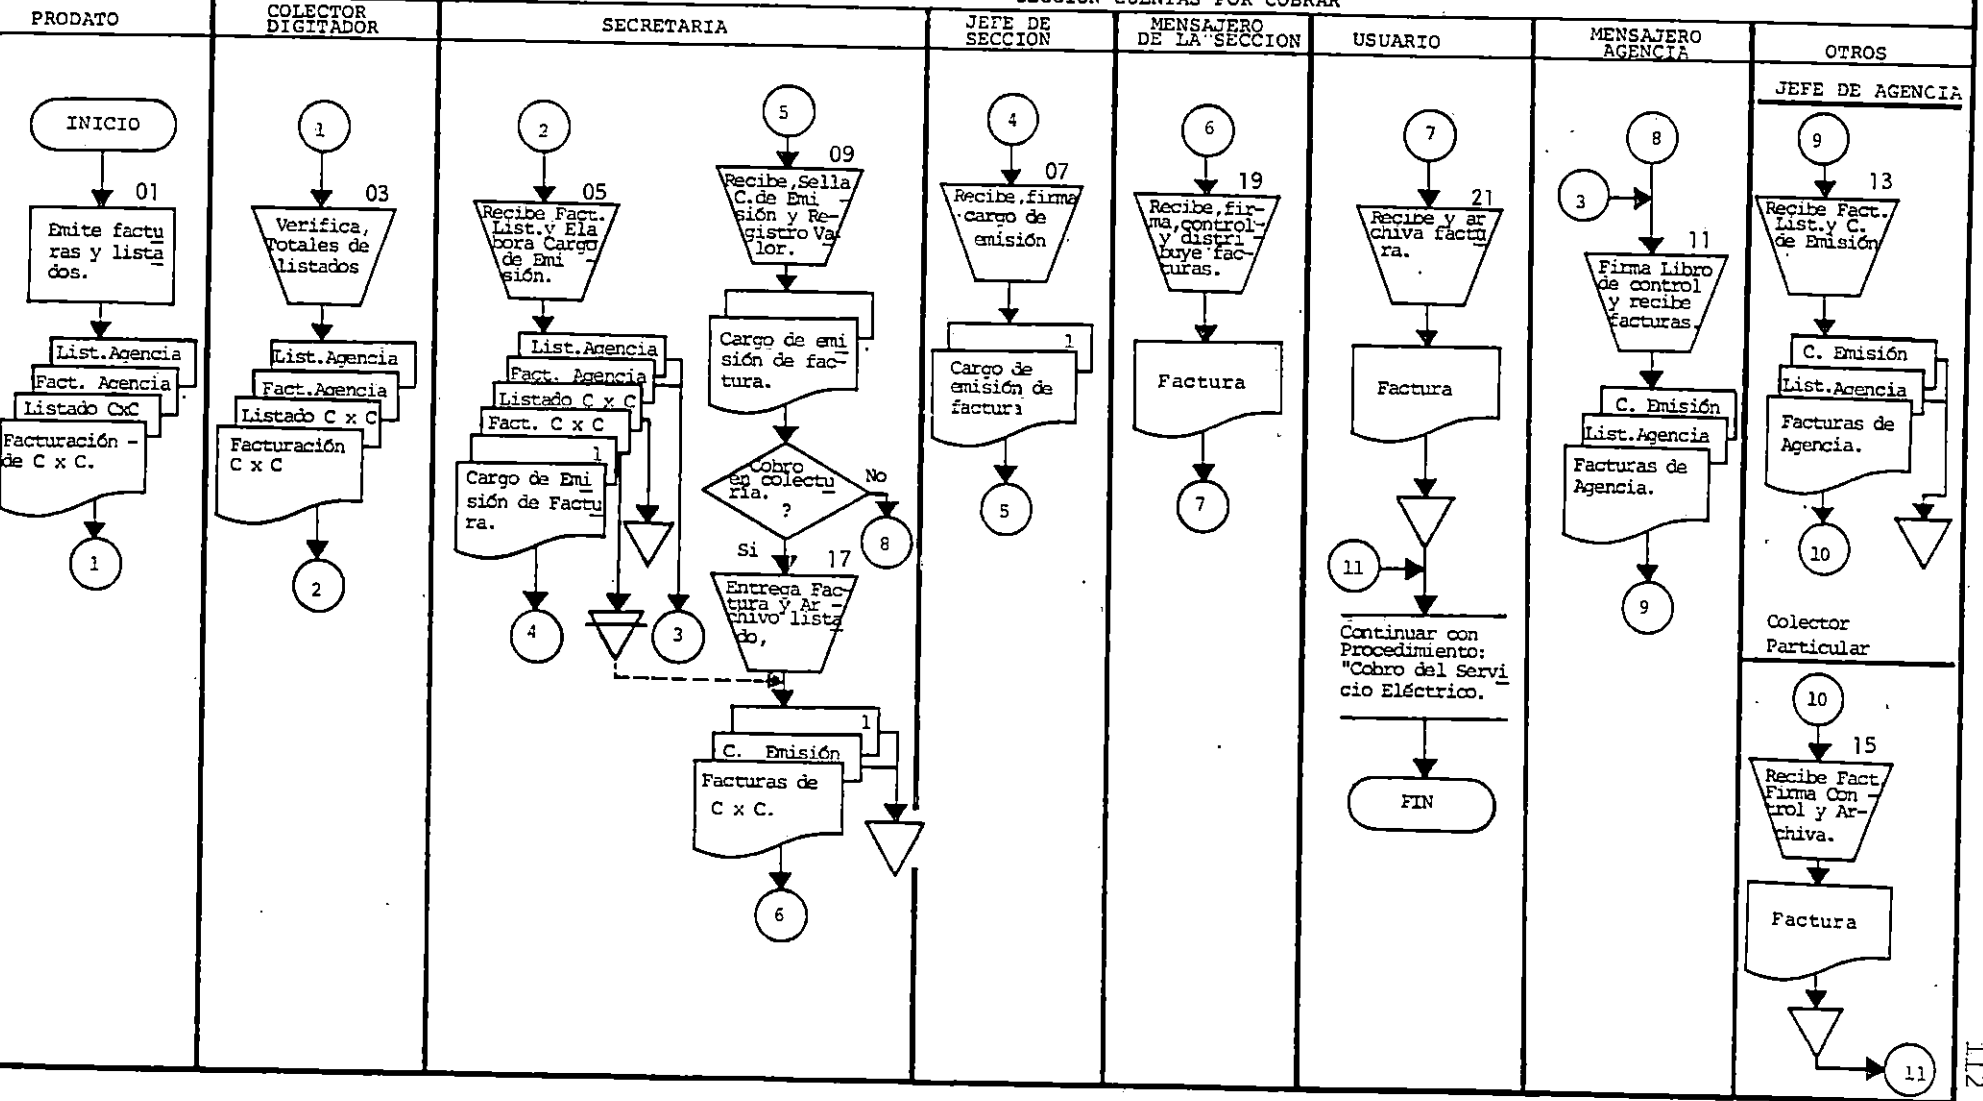 SECCION CUENTAS POR COBRAR
PRODATO
COLECTOR
DIGITADOR
SECRETARIA
JEFE DE
SECCION
MENSAJERO
DE LA SECCION
USUARIO
MENSAJERO
AGENCIA
OTROS
INICIO
01
Emite factu
ras y lista
dos.
List.Agencia
Fact. Agencia
Listado CxC
Facturación -
de C x C.
1
1
03
Verifica,
Totales de
listados
List.Agencia
Fact.Agencia
Listado C x C
Facturación
C x C
2
2
05
Recibe Fact.
List.y Ela
bora Cargo
de Emi -
sión.
List.Agencia
Fact. Agencia
Listado C x C
Fact. C x C
1
Cargo de Emi
sión de Factu
ra.
4
3
5
09
Recibe,Sella
C.de Emi -
sión y Re-
gistro Va-
lor.
Cargo de emi
sión de fac-
tura.
Cobro
en colectu
ría.
?
No
8
Si
17
Entrega Fac-
tura y Ar -
chivo lista
do,
1
C. Emisión
Facturas de
C x C.
6
4
07
Recibe,firma
cargo de
emisión
1
Cargo de
emisión de
factura
5
6
19
Recibe,fir-
ma,control-
y distri
buye fac-
turas.
Factura
7
7
21
Recibe y ar
chiva factu
ra.
Factura
11
Continuar con
Procedimiento:
"Cobro del Servi
cio Eléctrico.
FIN
8
3
11
Firma Libro
de control
y recibe
facturas.
C. Emisión
List.Agencia
Facturas de
Agencia.
9
JEFE DE AGENCIA
9
13
Recibe Fact.
List.y C.
de Emisión
C. Emisión
List.Agencia
Facturas de
Agencia.
10
Colector
Particular
10
15
Recibe Fact.
Firma Con -
trol y Ar-
chiva.
Factura
11
112